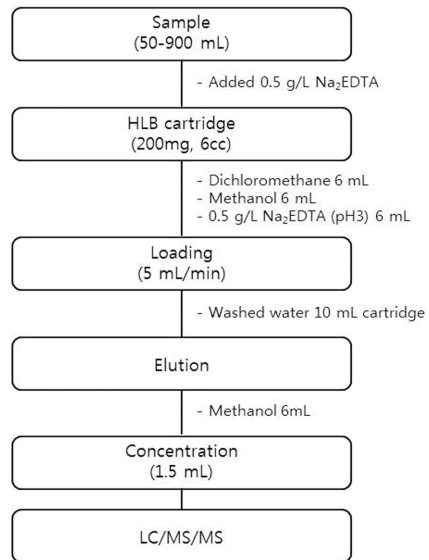 Sample
(50-900 mL)
- Added 0.5 g/L Na₂EDTA
HLB cartridge
(200mg, 6cc)
- Dichloromethane 6 mL
- Methanol 6 mL
- 0.5 g/L Na₂EDTA (pH3) 6 mL
Loading
(5 mL/min)
- Washed water 10 mL cartridge
Elution
- Methanol 6mL
Concentration
(1.5 mL)
LC/MS/MS